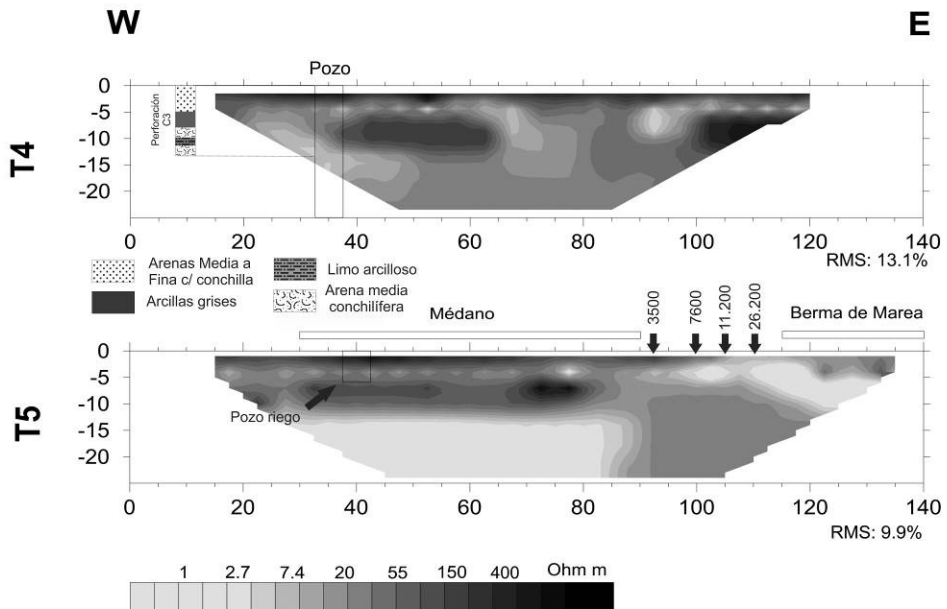 W
E
Pozo
0
-5
-10
-15
-20
Perforación
C3
T4
0 20 40 60 80 100 120 140
RMS: 13.1%
Arenas Media a
Fina c/ conchilla
Limo arcilloso
Arcillas grises
Arena media
conchilífera
Médano
3500
7600
11.200
26.200
Berma de Marea
0
-5
-10
-15
-20
Pozo riego
T5
0 20 40 60 80 100 120 140
RMS: 9.9%
1 2.7 7.4 20 55 150 400 Ohm m